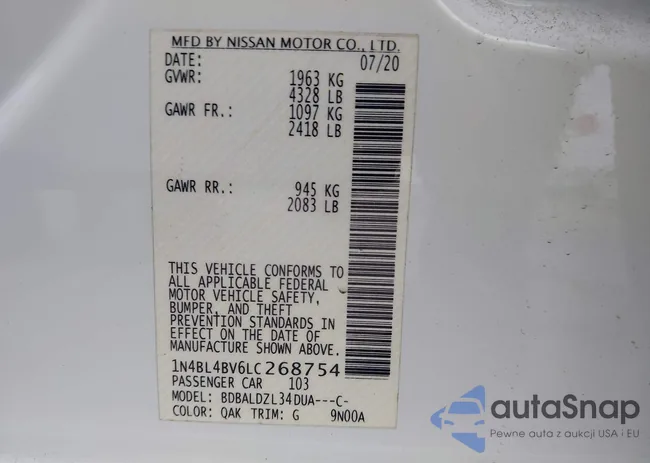 MFD BY NISSAN MOTOR CO., LTD.
DATE: 07/20
GVWR: 1963 KG
4328 LB
GAWR FR.: 1097 KG
2418 LB
GAWR RR.: 945 KG
2083 LB
THIS VEHICLE CONFORMS TO
ALL APPLICABLE FEDERAL
MOTOR VEHICLE SAFETY,
BUMPER, AND THEFT
PREVENTION STANDARDS IN
EFFECT ON THE DATE OF
MANUFACTURE SHOWN ABOVE.
1N4BL4BV6LC268754
PASSENGER CAR 103
MODEL: BDBALDZL34DUA---C-
COLOR: QAK TRIM: G 9N00A
autoSnap
Pewne auta z aukcji USA i EU